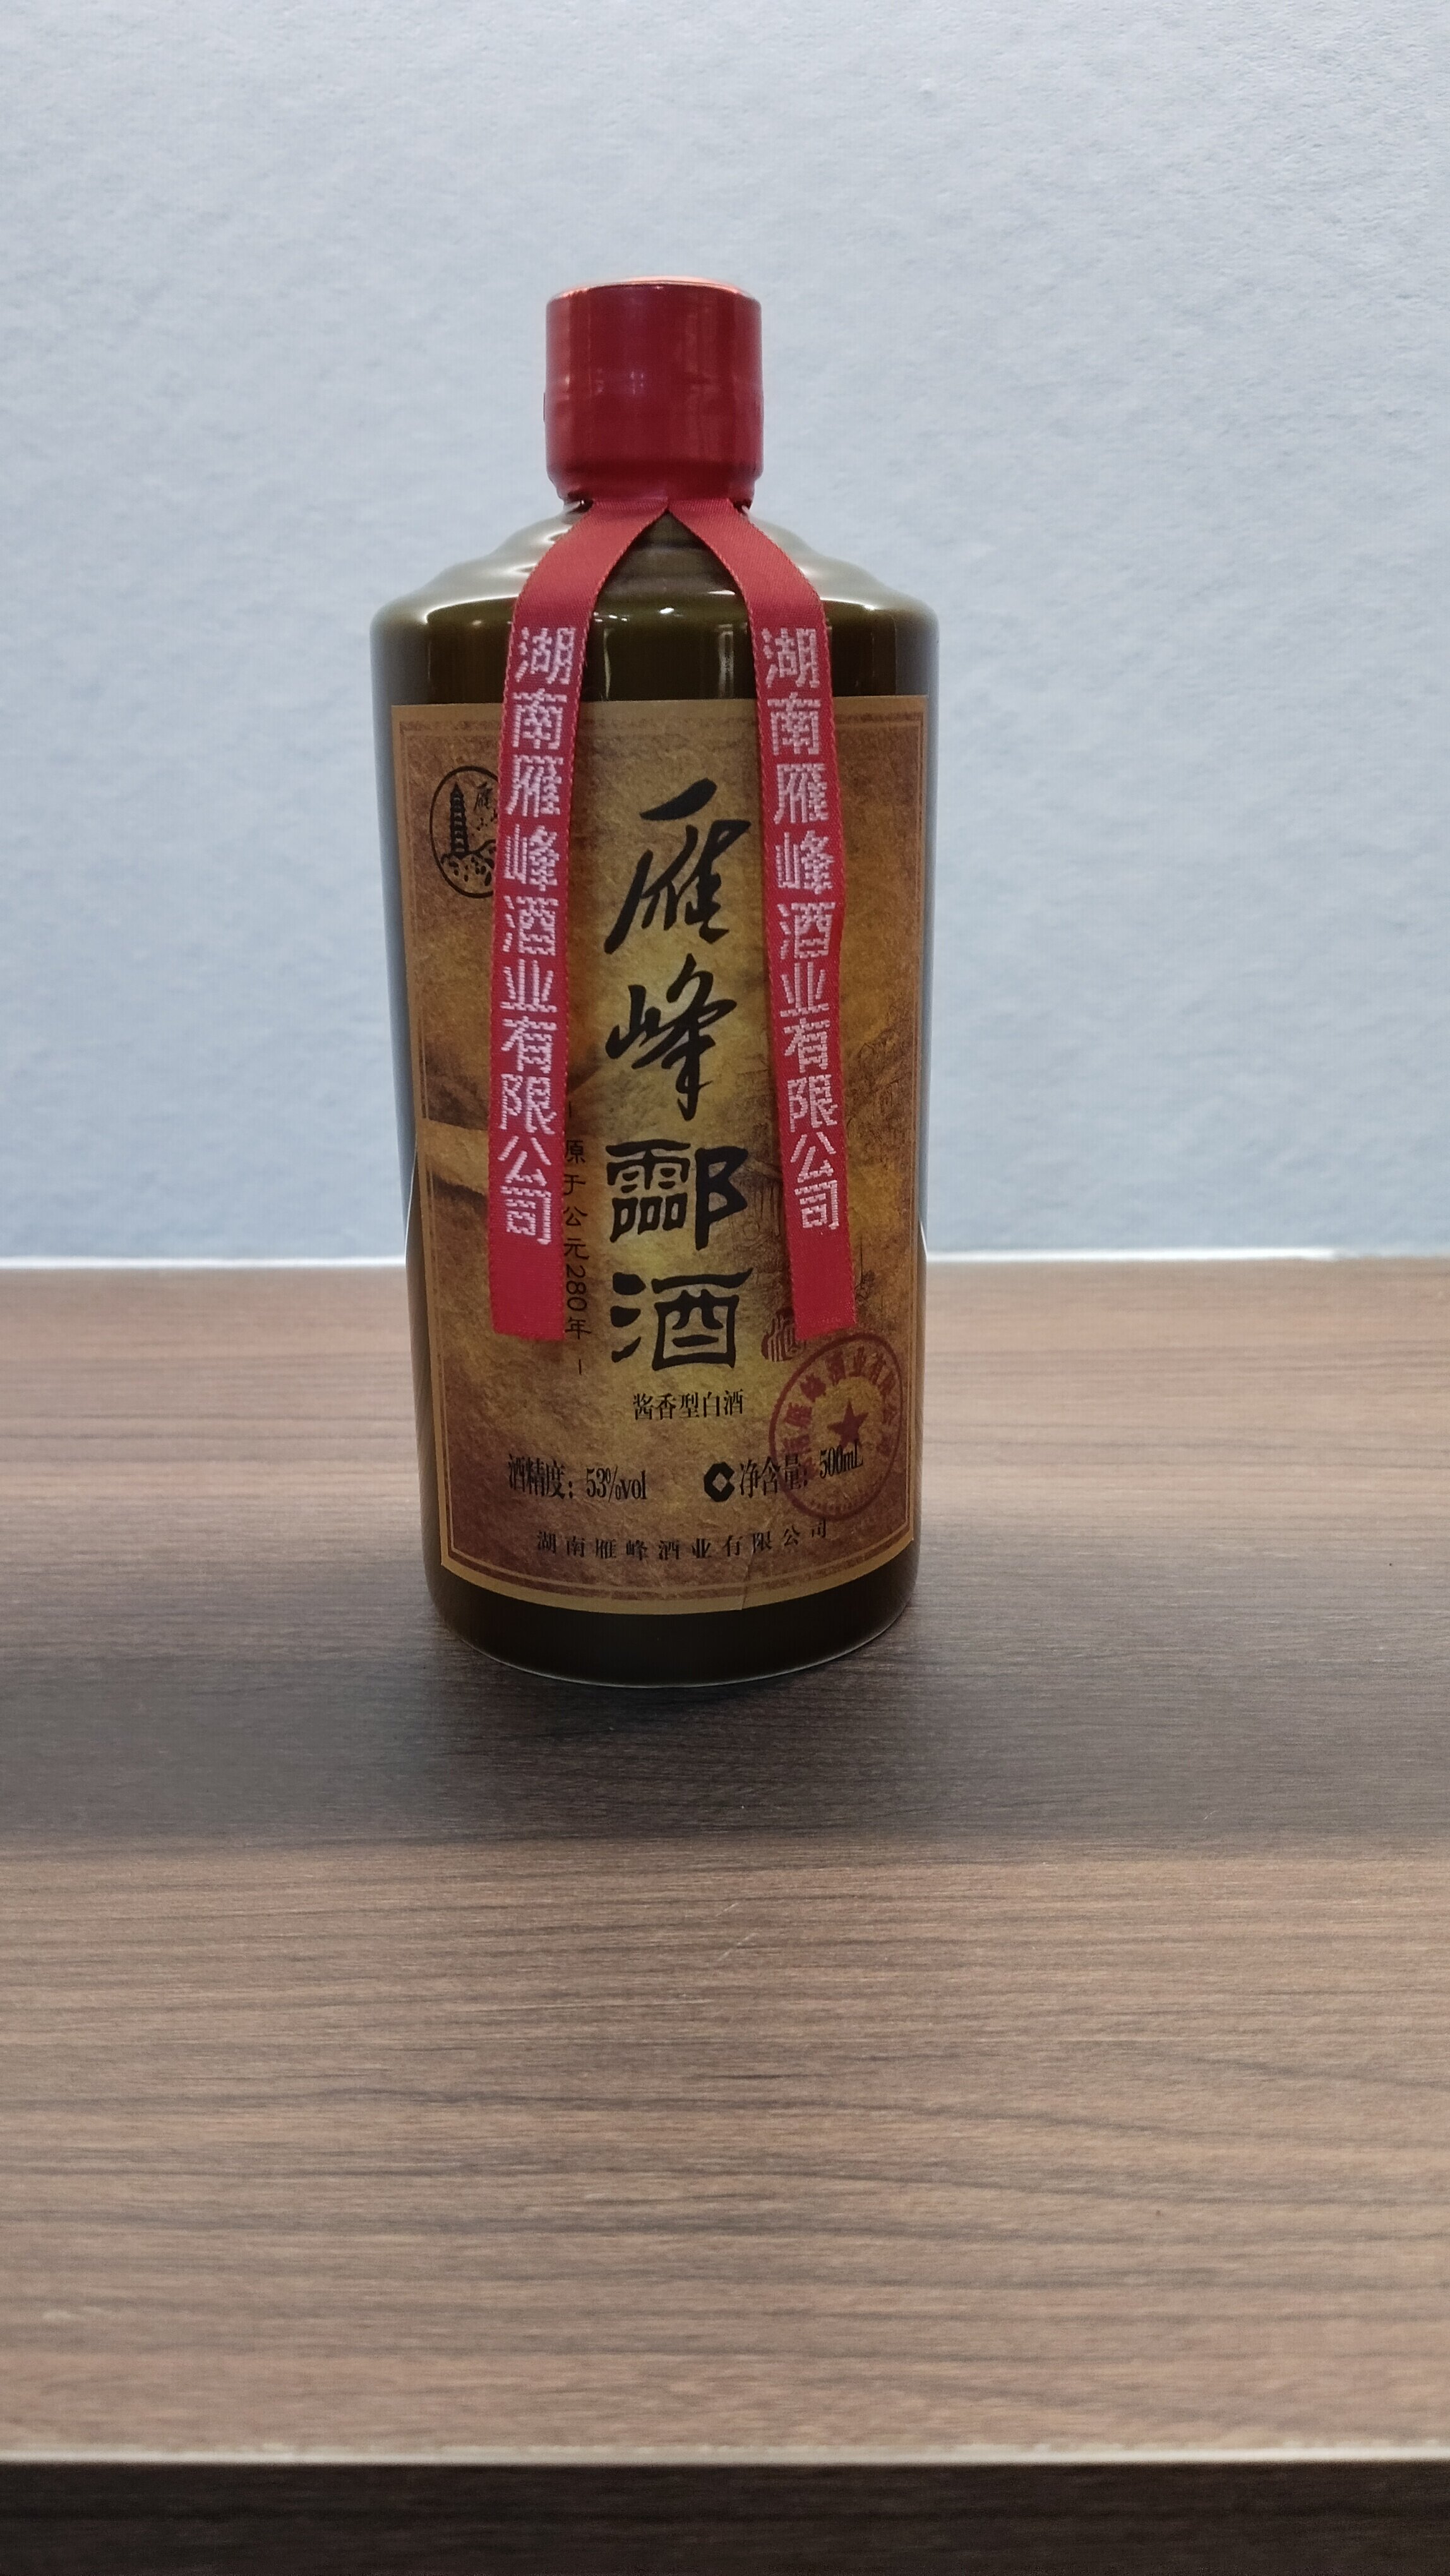 湖南雁峰酒业有限公司
湖南雁峰酒业有限公司
雁峰酃酒
原于公元280年
酱香型白酒
酒精度：53%vol
净含量：500mL
湖南雁峰酒业有限公司